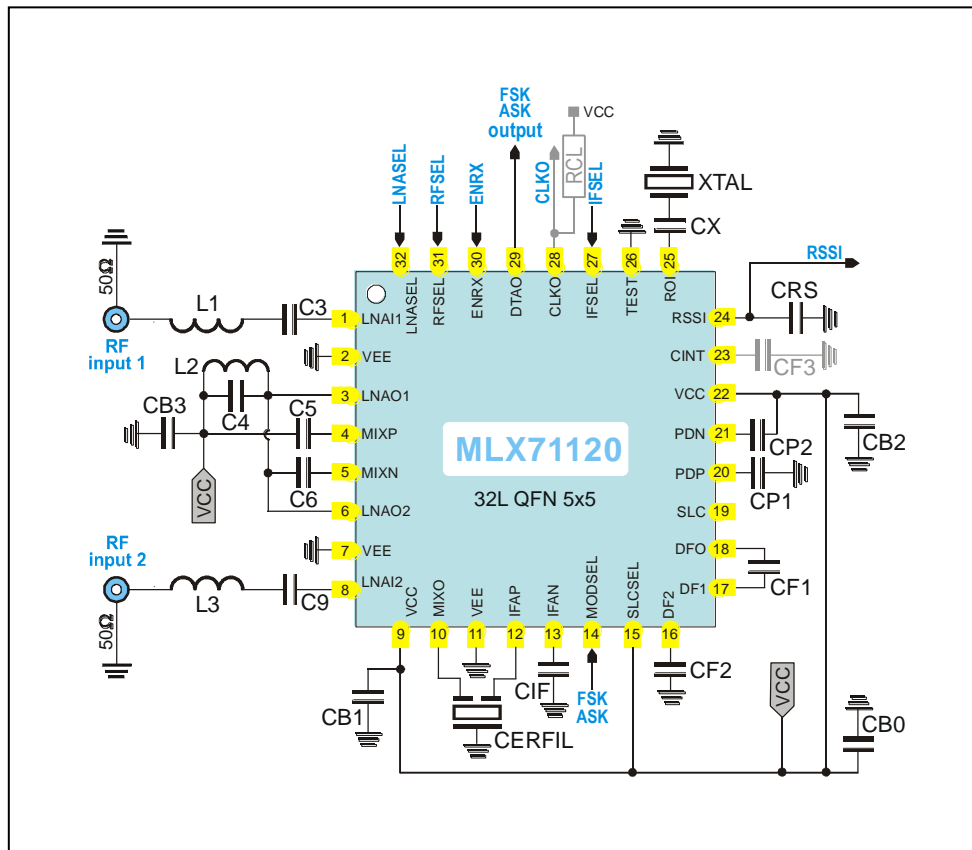 FSK
ASK
output
VCC
LNASEL
RFSEL
ENRX
CLKO
RCL
IFSEL
XTAL
CX
RSSI
50Ω
32
31
30
29
28
27
26
25
LNASEL
RFSEL
ENRX
DTAO
CLKO
IFSEL
TEST
ROI
L1
C3
RF
input 1
1 LNAI1
2 VEE
L2
3 LNAO1
C4
CB3
C5
4 MIXP
5 MIXN
C6
6 LNAO2
VCC
7 VEE
RF
input 2
8 LNAI2
L3
C9
50Ω
MLX71120
32L QFN 5x5
RSSI 24
CRS
CINT 23
CF3
VCC 22
PDN 21
CP2
CB2
PDP 20
CP1
SLC 19
DFO 18
DF1 17
CF1
VCC
MIXO
VEE
IFAP
IFAN
MODSEL
SLCSEL
DF2
9
10
11
12
13
14
15
16
CB1
CERFIL
CIF
FSK
ASK
CF2
VCC
CB0